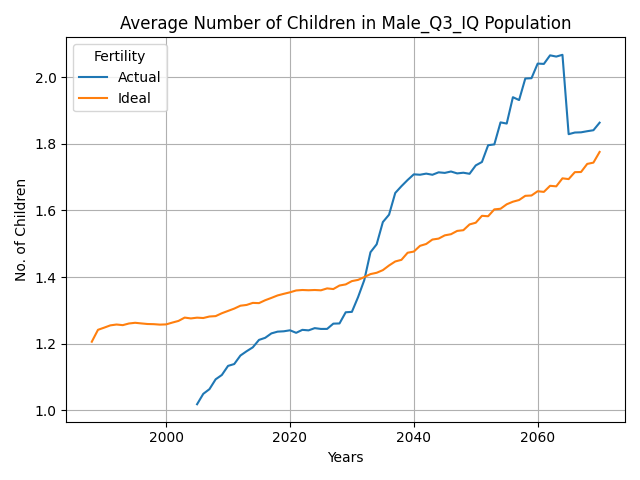 Average Number of Children in Male_Q3_IQ Population
Fertility
Actual
Ideal
2.0
1.8
1.6
1.4
1.2
1.0
No. of Children
2000
2020
2040
2060
Years